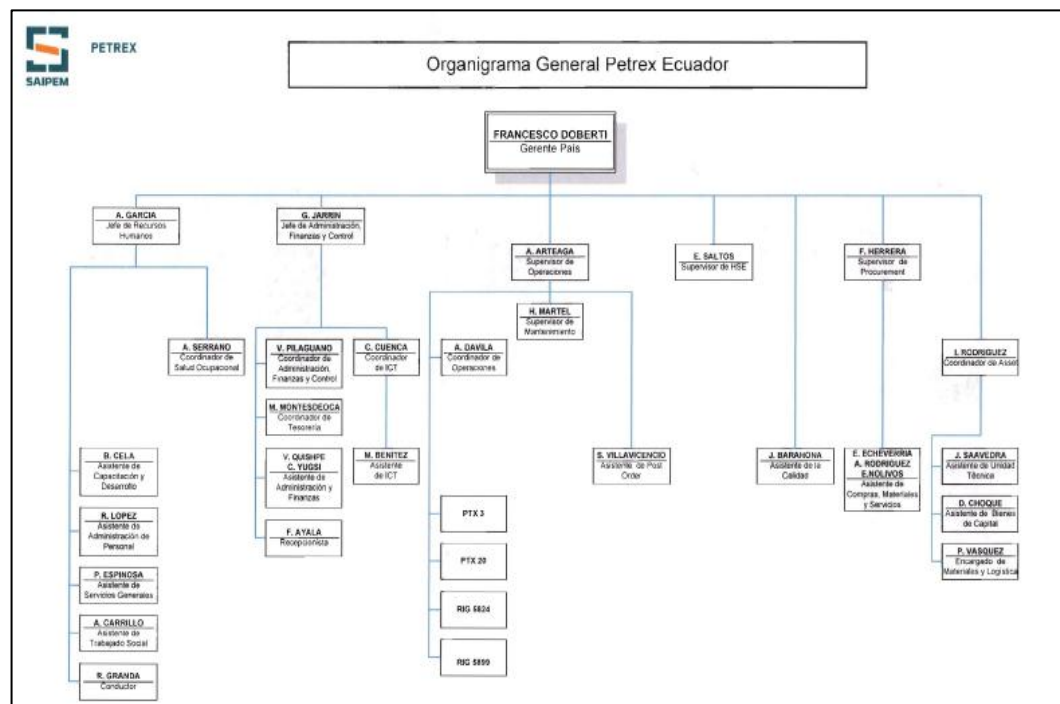 SAIPEM
PETREX
Organigrama General Petrex Ecuador
FRANCESCO DOBERTI
Gerente País
A. GARCIA
Jefe de Recursos
Humanos
G. JARRIN
Jefe de Administración,
Finanzas y Control
A. ARTEAGA
Supervisor de
Operaciones
E. SALTOS
Supervisor de HSE
F. HERRERA
Supervisor de
Procurement
H. MARTEL
Supervisor de
Mantenimiento
A. SERRANO
Coordinador de
Salud Ocupacional
V. PILAGUANO
Coordinador de
Administración,
Finanzas y Control
C. CUENCA
Coordinador
de ICT
A. DAVILA
Coordinador de
Operaciones
I. RODRIGUEZ
Coordinador de Asset
M. MONTESDEOCA
Coordinador de
Tesorería
B. CELA
Asistente de
Capacitación y
Desarrollo
V. QUISHPE
C. YUGSI
Asistente de
Administración y
Finanzas
M. BENITEZ
Asistente
de ICT
S. VILLAVICENCIO
Asistente de Post
Order
J. BARAHONA
Asistente de la
Calidad
E. ECHEVERRIA
A. RODRIGUEZ
E.NOLIVOS
Asistente de
Compras, Materiales
y Servicios
J. SAAVEDRA
Asistente de Unidad
Técnica
R. LOPEZ
Asistente de
Administración de
Personal
F. AYALA
Recepcionista
PTX 3
D. CHOQUE
Asistente de Bienes
de Capital
PTX 20
P. VASQUEZ
Encargado de
Materiales y Logística
P. ESPINOSA
Asistente de
Servicios Generales
RIG 5824
A. CARRILLO
Asistente de
Trabajado Social
RIG 5899
R. GRANDA
Conductor